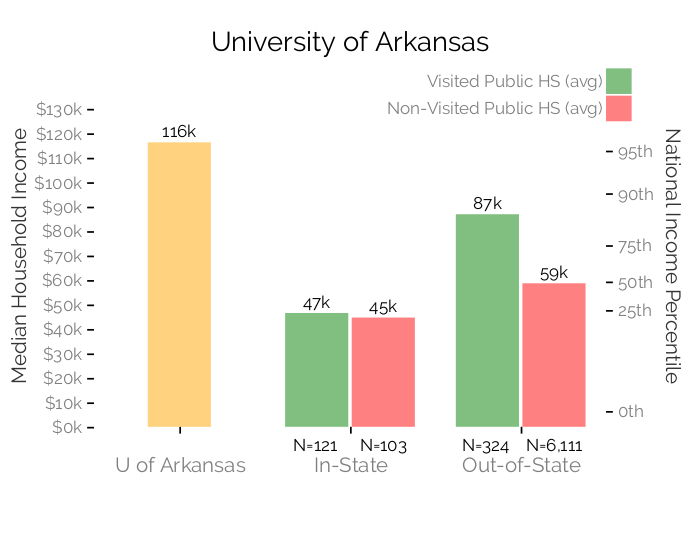 University of Arkansas
Visited Public HS (avg)
Non-Visited Public HS (avg)
Median Household Income
$130k
$120k
$110k
$100k
$90k
$80k
$70k
$60k
$50k
$40k
$30k
$20k
$10k
$0k
116k
47k
45k
87k
59k
National Income Percentile
95th
90th
75th
50th
25th
0th
N=121 N=103 N=324 N=6,111
U of Arkansas In-State Out-of-State